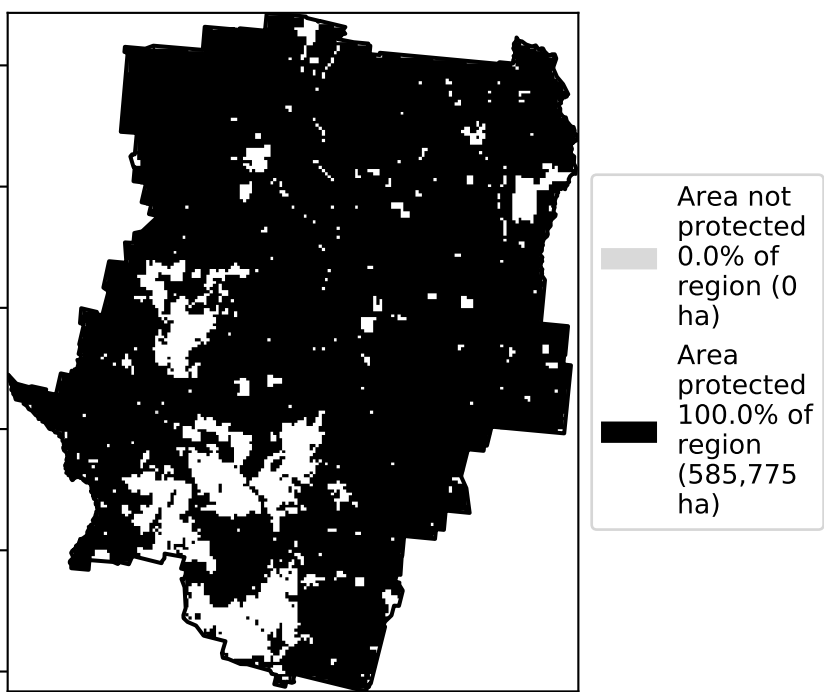 Area not
protected
0.0% of
region (0
ha)
Area
protected
100.0% of
region
(585,775
ha)